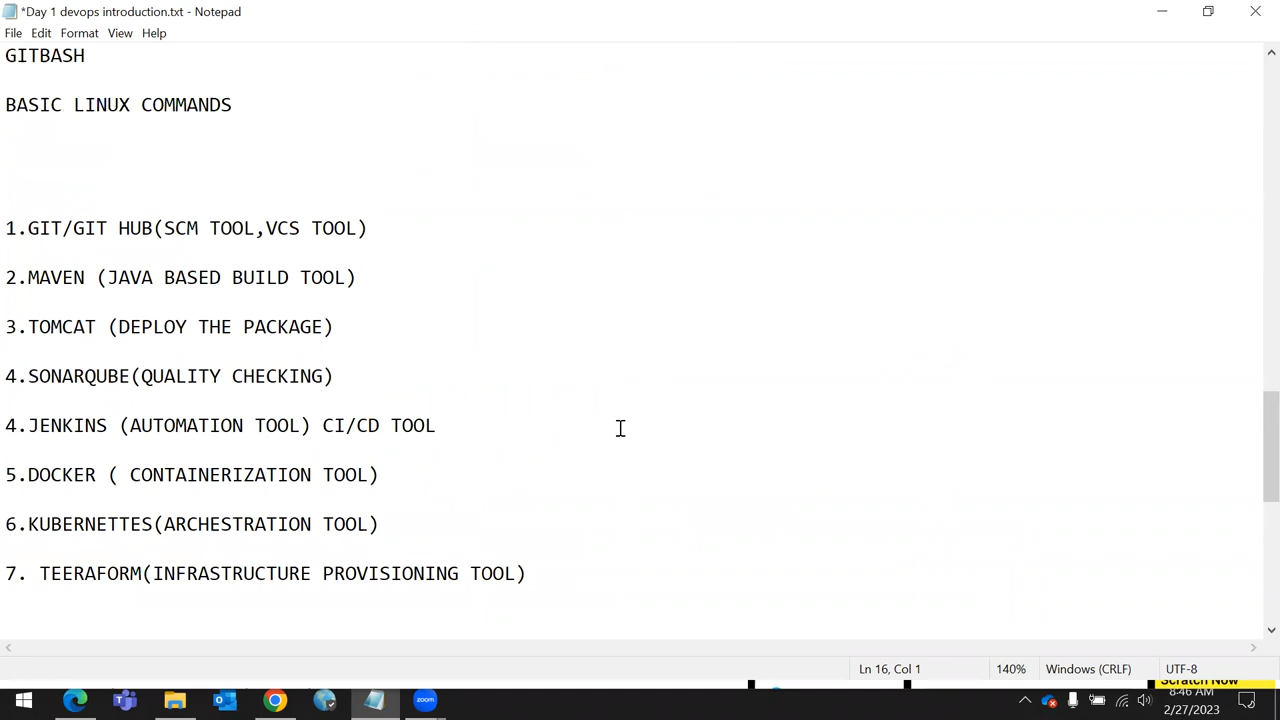 *Day 1 devops introduction.txt - Notepad
File Edit Format View Help
GITBASH
BASIC LINUX COMMANDS
1.GIT/GIT HUB(SCM TOOL,VCS TOOL)
2.MAVEN (JAVA BASED BUILD TOOL)
3.TOMCAT (DEPLOY THE PACKAGE)
4.SONARQUBE(QUALITY CHECKING)
4.JENKINS (AUTOMATION TOOL) CI/CD TOOL
5.DOCKER ( CONTAINERIZATION TOOL)
6.KUBERNETTES(ARCHESTRATION TOOL)
7. TEERAFORM(INFRASTRUCTURE PROVISIONING TOOL)
Ln 16, Col 1 140% Windows (CRLF) UTF-8
Scratch Now
zoom
8:46 AM
2/27/2023